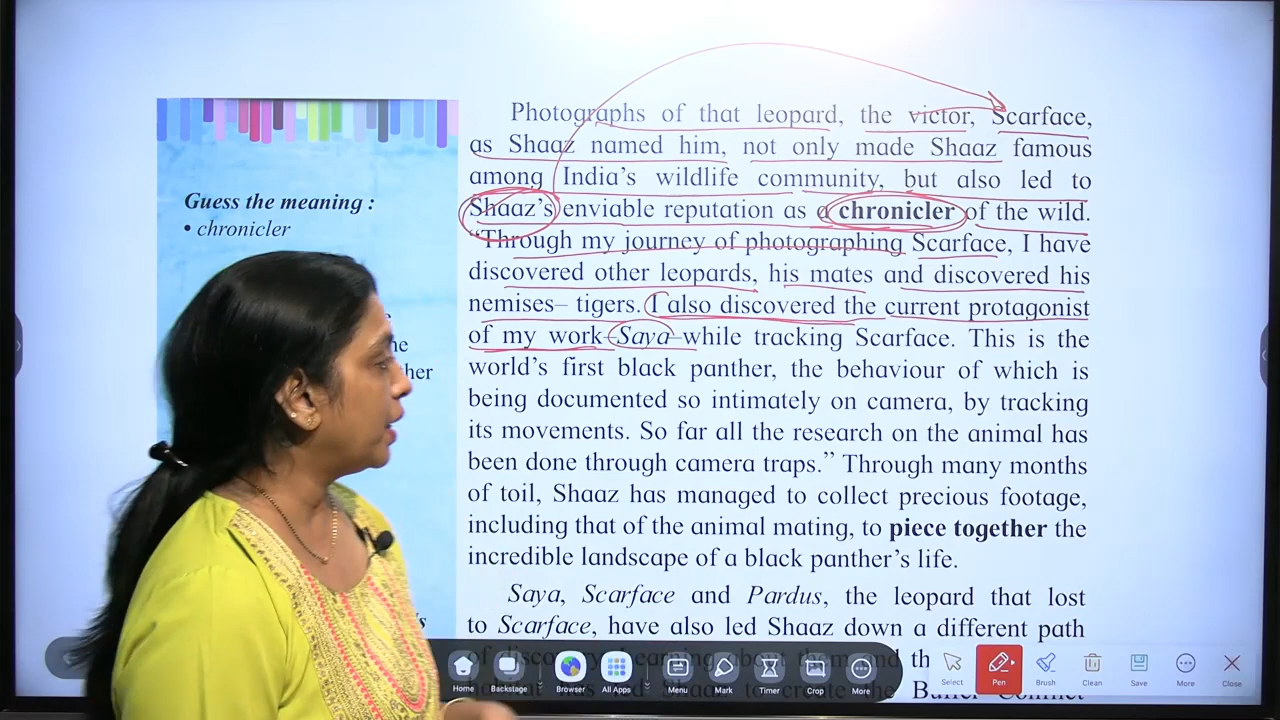 Photographs of that leopard, the victor, Scarface,
as Shaaz named him, not only made Shaaz famous
among India's wildlife community, but also led to
Shaaz's enviable reputation as a chronicler of the wild.
"Through my journey of photographing Scarface, I have
discovered other leopards, his mates and discovered his
nemises– tigers. I also discovered the current protagonist
of my work–Saya–while tracking Scarface. This is the
world's first black panther, the behaviour of which is
being documented so intimately on camera, by tracking
its movements. So far all the research on the animal has
been done through camera traps." Through many months
of toil, Shaaz has managed to collect precious footage,
including that of the animal mating, to piece together the
incredible landscape of a black panther's life.
Saya, Scarface and Pardus, the leopard that lost
to Scarface, have also led Shaaz down a different path
Guess the meaning :
• chronicler
Home Backstage Browser All Apps Menu Mark Timer Crop More
Select Pen Brush Clean Save More Close